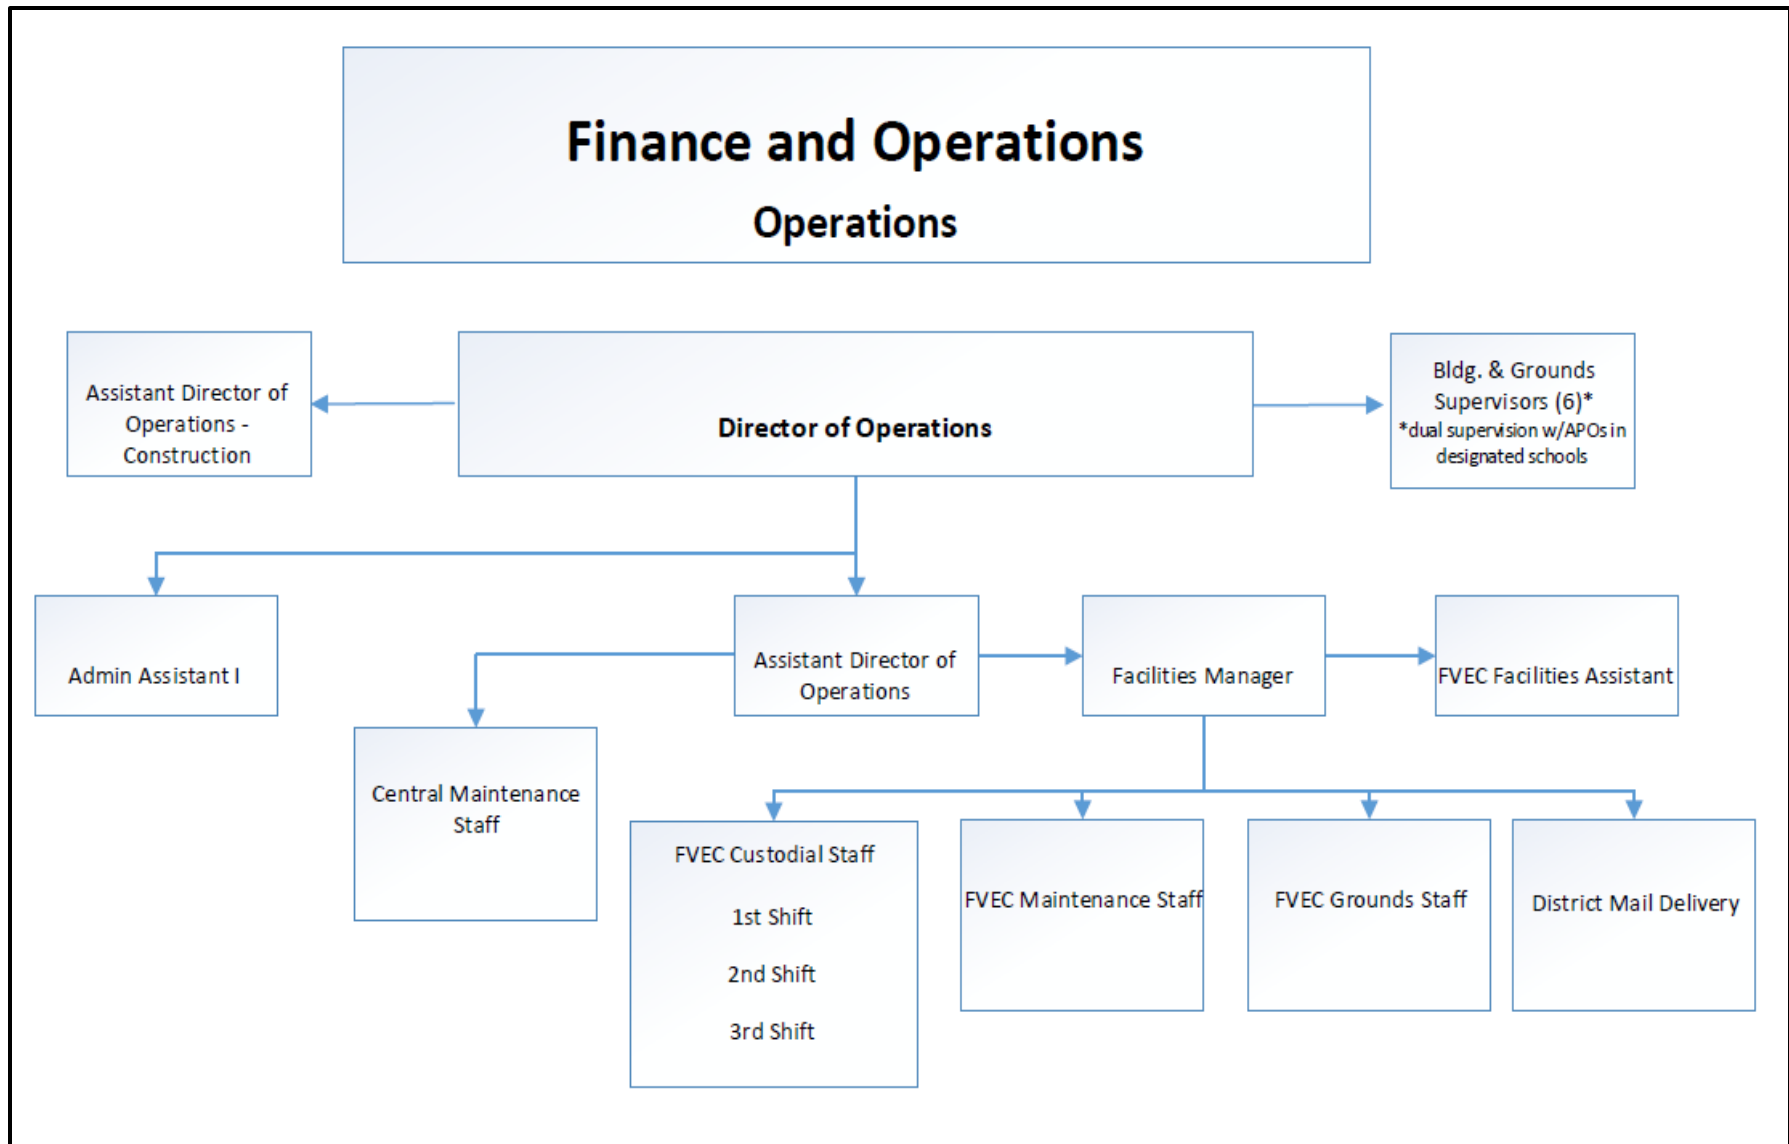 Finance and Operations
Operations
Assistant Director of
Operations -
Construction
Director of Operations
Bldg. & Grounds
Supervisors (6)*
*dual supervision w/APOs in
designated schools
Admin Assistant I
Assistant Director of
Operations
Facilities Manager
FVEC Facilities Assistant
Central Maintenance
Staff
FVEC Custodial Staff
1st Shift
2nd Shift
3rd Shift
FVEC Maintenance Staff
FVEC Grounds Staff
District Mail Delivery